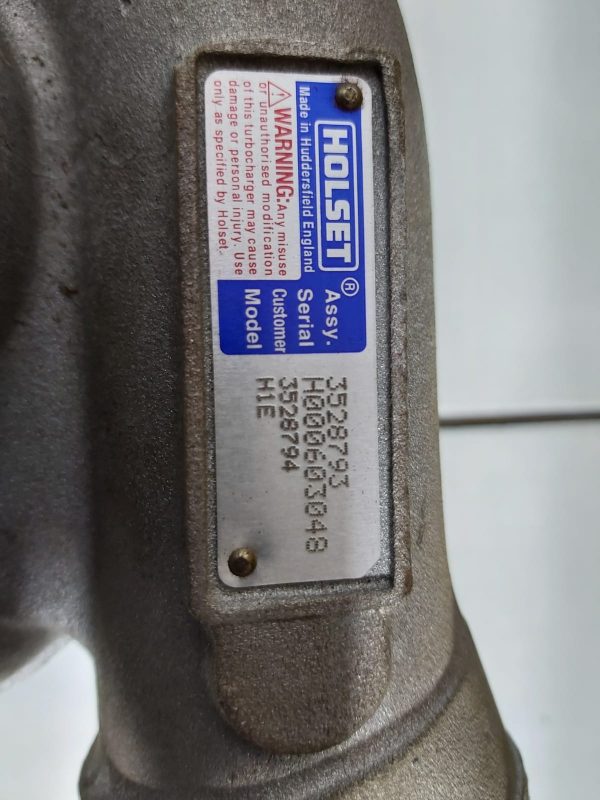 HOLSET ®
Made in Huddersfield England
⚠WARNING: Any misuse
or unauthorised modification
of this turbocharger may cause
damage or personal injury. Use
only as specified by Holset.
Assy. 3528793
Serial H000603048
Customer 3528794
Model H1E